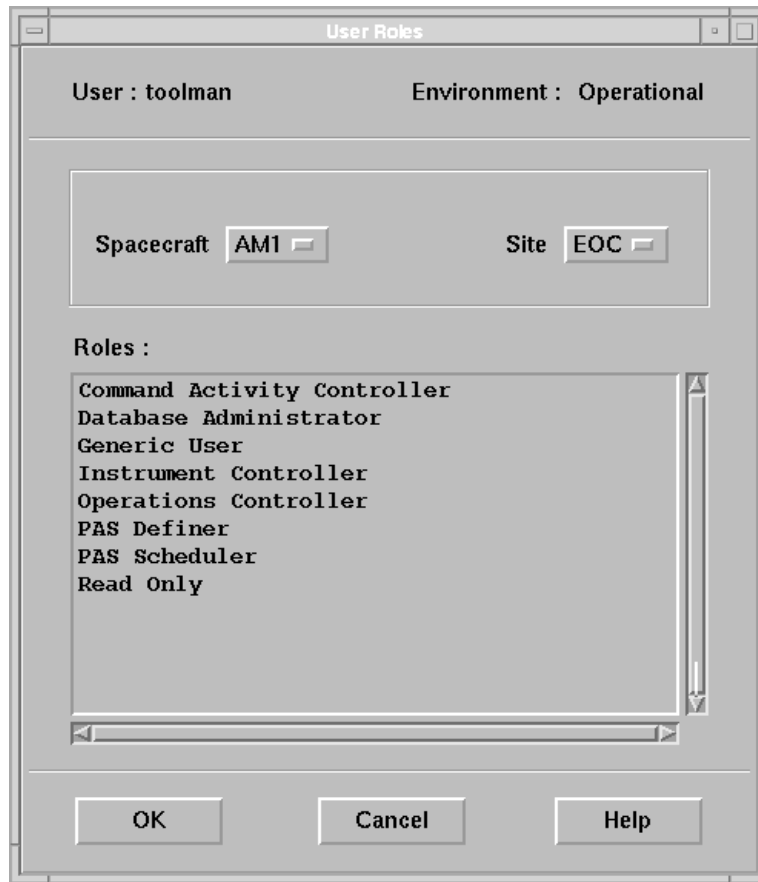 User Roles
User : toolman Environment : Operational
Spacecraft AM1 Site EOC
Roles :
Command Activity Controller
Database Administrator
Generic User
Instrument Controller
Operations Controller
PAS Definer
PAS Scheduler
Read Only
OK Cancel Help